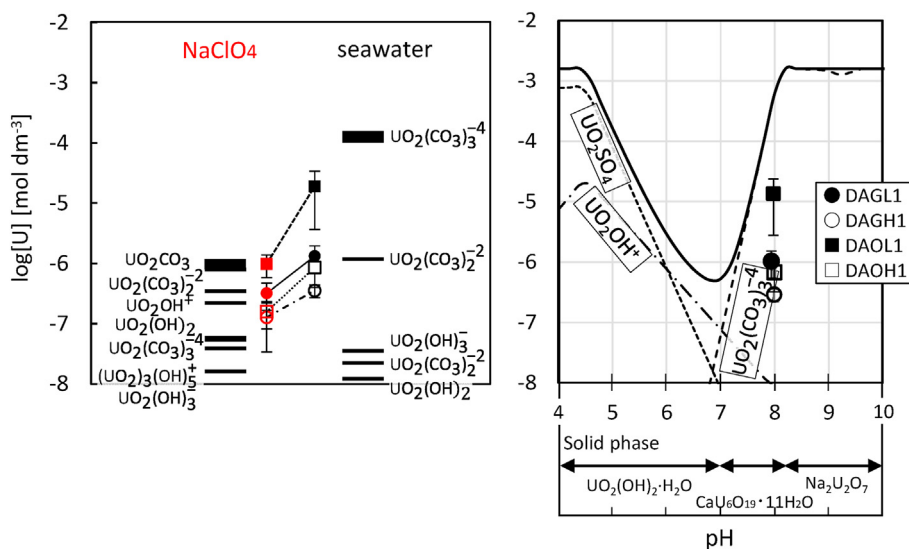 -2
-3
-4
-5
-6
-7
-8
log[U] [mol dm⁻³]
NaClO₄
seawater
UO₂CO₃
UO₂(CO₃)₂⁻²
UO₂OH⁺
UO₂(OH)₂
UO₂(CO₃)₃⁻⁴
(UO₂)₃(OH)₅⁺
UO₂(OH)₃⁻
UO₂(CO₃)₃⁻⁴
UO₂(CO₃)₂⁻²
UO₂(OH)₃⁻
UO₂(CO₃)₂⁻²
UO₂(OH)₂
-2
-3
-4
-5
-6
-7
-8
UO₂SO₄
UO₂OH⁺
UO₂(CO₃)₃⁻⁴
DAGL1
DAGH1
DAOL1
DAOH1
4 5 6 7 8 9 10
Solid phase
UO₂(OH)₂·H₂O
CaU₆O₁₉·11H₂O
Na₂U₂O₇
pH